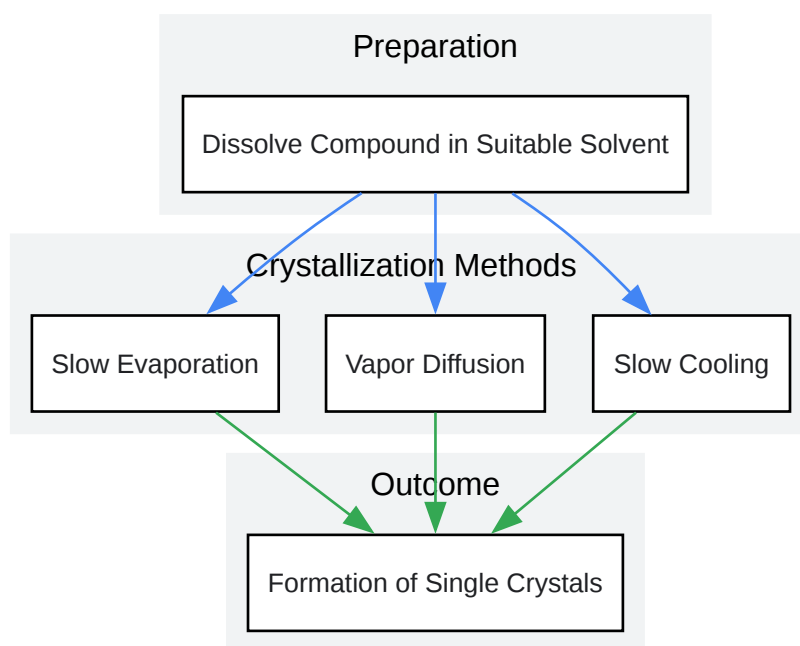 Preparation
Dissolve Compound in Suitable Solvent
Crystallization Methods
Slow Evaporation
Vapor Diffusion
Slow Cooling
Outcome
Formation of Single Crystals